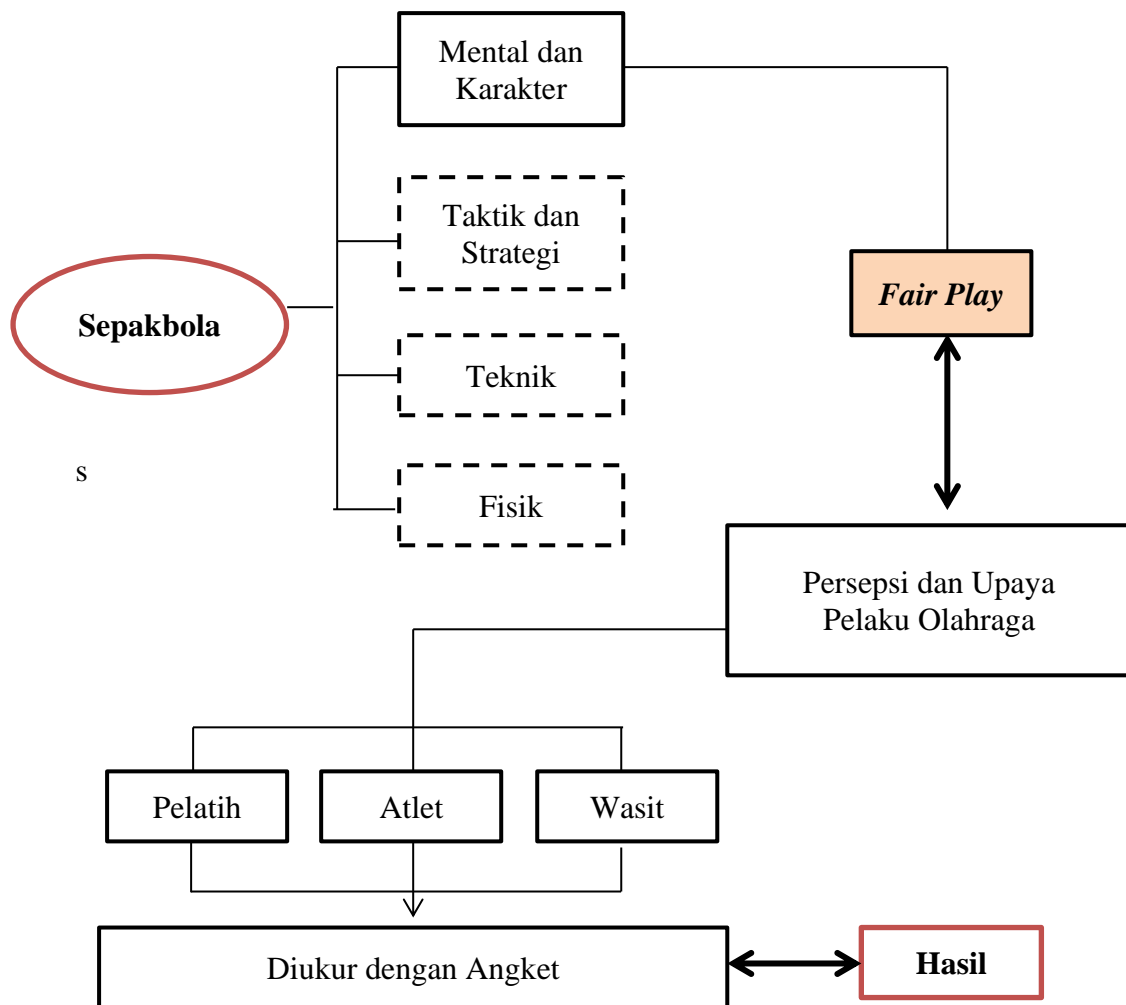 Mental dan
Karakter
Taktik dan
Strategi
Fair Play
Sepakbola
Teknik
s
Fisik
Persepsi dan Upaya
Pelaku Olahraga
Pelatih
Atlet
Wasit
Diukur dengan Angket
Hasil